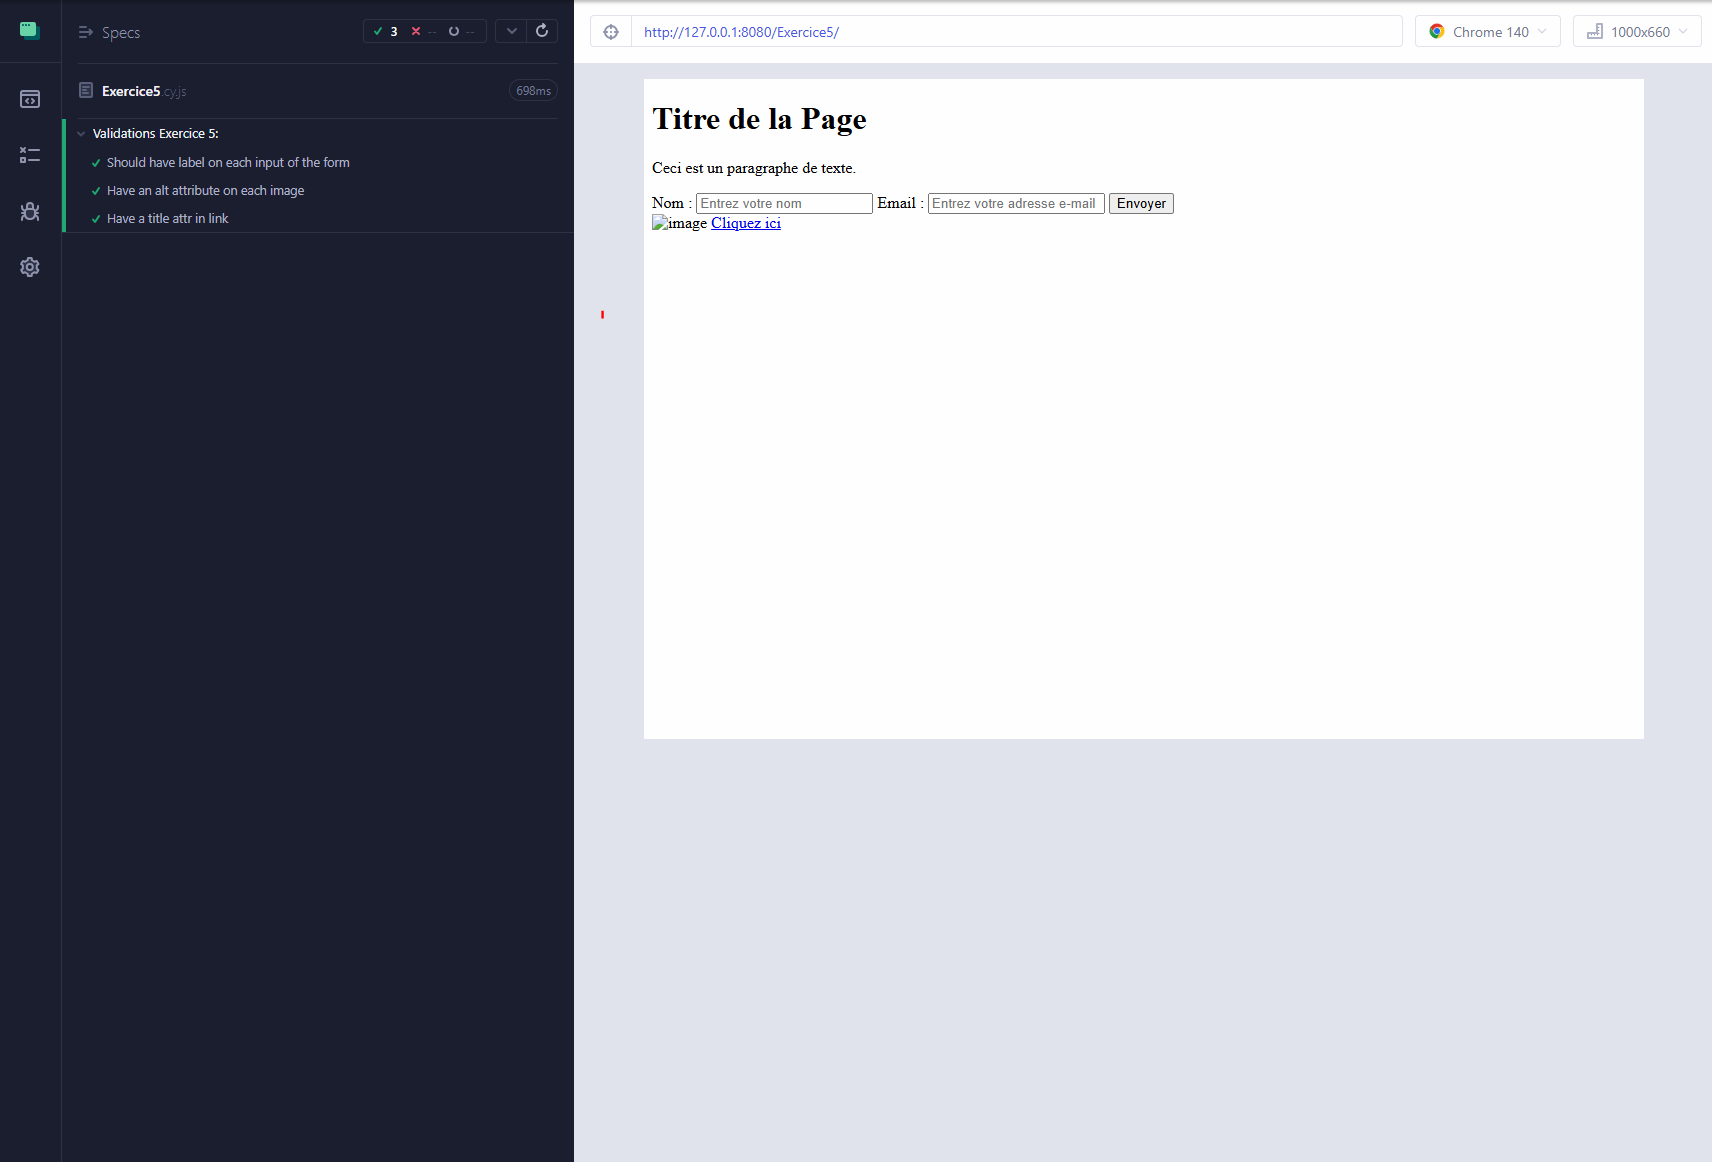 Specs
3 -- --
Exercice5.cy.js
698ms
Validations Exercice 5:
Should have label on each input of the form
Have an alt attribute on each image
Have a title attr in link
http://127.0.0.1:8080/Exercice5/
Chrome 140
1000x660
Titre de la Page
Ceci est un paragraphe de texte.
Nom : Entrez votre nom Email : Entrez votre adresse e-mail Envoyer
image Cliquez ici